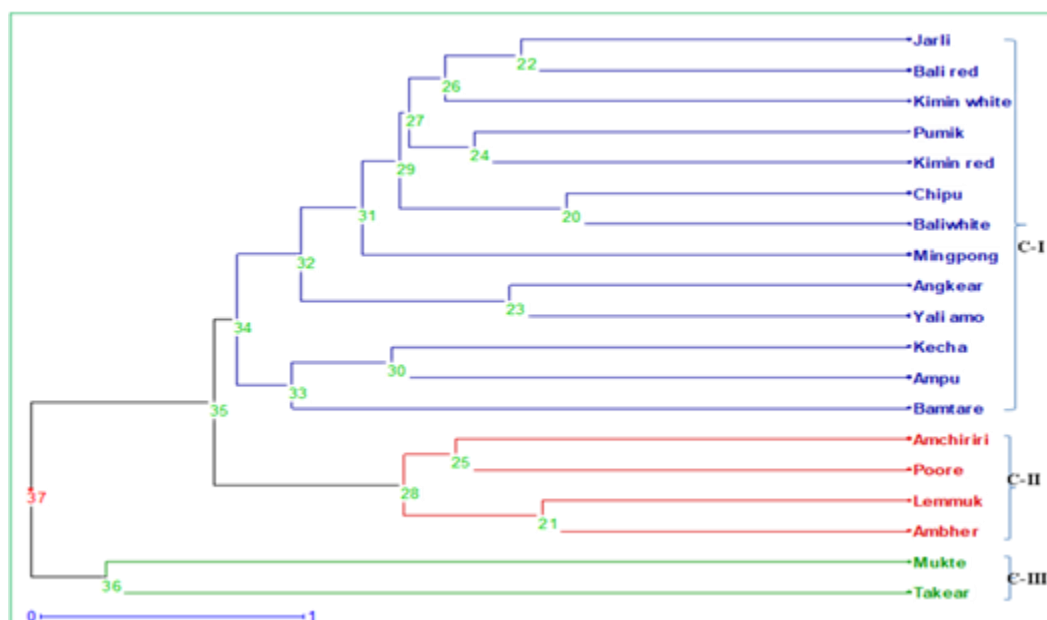 Jarli
22
Bali red
26
Kimin white
27
Pumik
24
Kimin red
29
Chipu
20
31
Baliwhite
C-I
Mingpong
32
Angkear
23
Yali amo
34
Kecha
30
Ampu
33
Bamtare
35
Amchiriri
25
Poore
C-II
28
37
Lemmuk
21
Ambher
Mukte
36
C-III
Takear
0 1